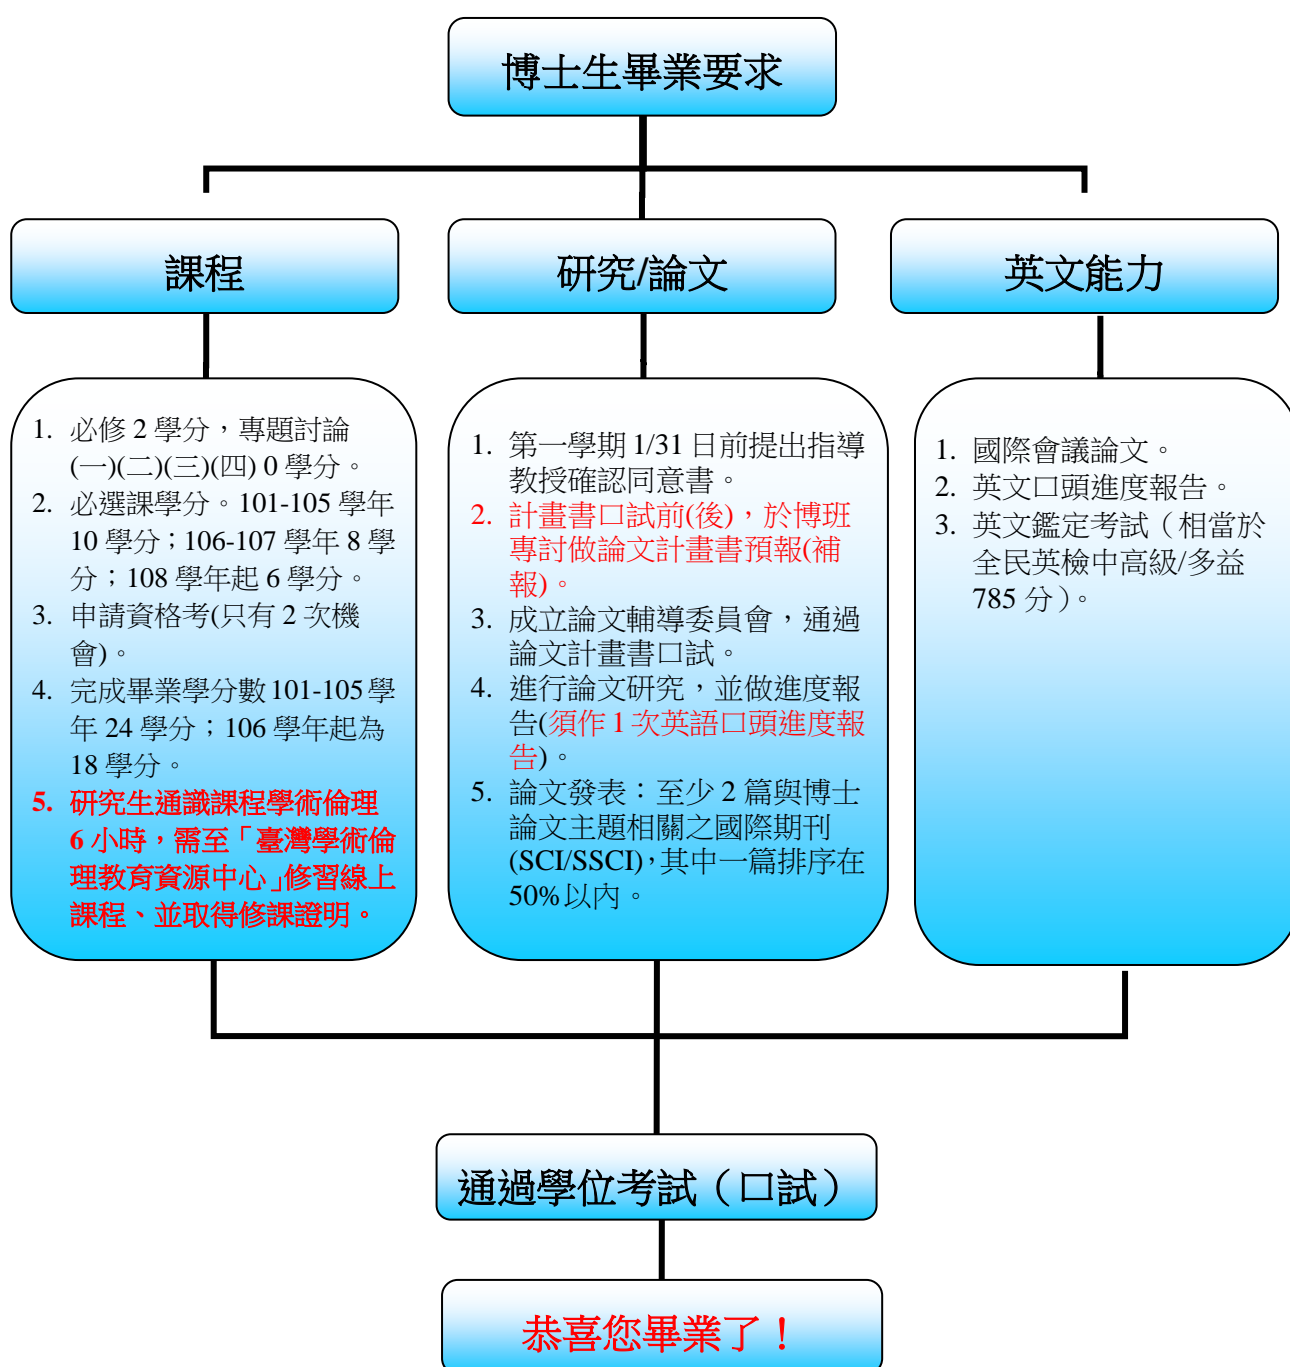 博士生畢業要求
課程
研究/論文
英文能力
1. 必修 2 學分，專題討論
(一)(二)(三)(四) 0 學分。
2. 必選課學分。101-105 學年
10 學分；106-107 學年 8 學
分；108 學年起 6 學分。
3. 申請資格考(只有 2 次機
會)。
4. 完成畢業學分數 101-105 學
年 24 學分；106 學年起為
18 學分。
5. 研究生通識課程學術倫理
6 小時，需至「臺灣學術倫
理教育資源中心」修習線上
課程、並取得修課證明。
1. 第一學期 1/31 日前提出指導
教授確認同意書。
2. 計畫書口試前(後)，於博班
專討做論文計畫書預報(補
報)。
3. 成立論文輔導委員會，通過
論文計畫書口試。
4. 進行論文研究，並做進度報
告(須作 1 次英語口頭進度報
告)。
5. 論文發表：至少 2 篇與博士
論文主題相關之國際期刊
(SCI/SSCI)，其中一篇排序在
50%以內。
1. 國際會議論文。
2. 英文口頭進度報告。
3. 英文鑑定考試（相當於
全民英檢中高級/多益
785 分）。
通過學位考試（口試）
恭喜您畢業了！